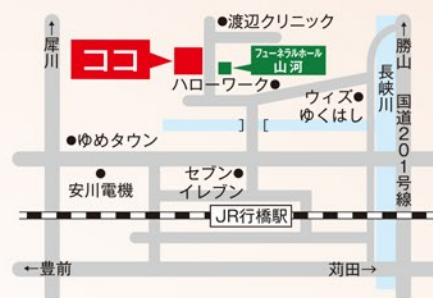 渡辺クリニック
↑犀川
ココ
フューネラルホール
山河
ハローワーク
ウィズ
ゆくはし
長峡川
↑勝山 国道201号線
ゆめタウン
安川電機
セブン
イレブン
JR行橋駅
←豊前
苅田→